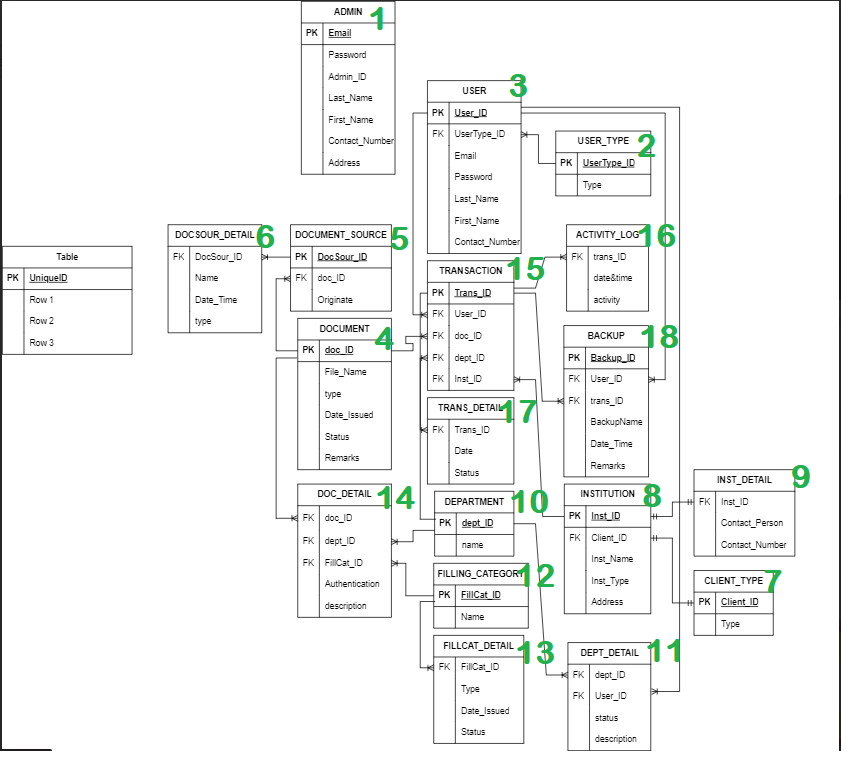 ADMIN 1
PK Email
Password
Admin_ID
Last_Name
First_Name
Contact_Number
Address
USER 3
PK User_ID
FK UserType_ID
Email
Password
Last_Name
First_Name
Contact_Number
USER_TYPE 2
PK UserType_ID
Type
Table
PK UniqueID
Row 1
Row 2
Row 3
DOCSOUR_DETAIL 6
FK DocSour_ID
Name
Date_Time
type
DOCUMENT_SOURCE 5
PK DocSour_ID
FK doc_ID
Originate
DOCUMENT 4
PK doc_ID
File_Name
type
Date_Issued
Status
Remarks
TRANSACTION 15
PK Trans_ID
FK User_ID
FK doc_ID
FK dept_ID
FK Inst_ID
ACTIVITY_LOG 16
FK trans_ID
date&time
activity
BACKUP 18
PK Backup_ID
FK User_ID
FK trans_ID
BackupName
Date_Time
Remarks
TRANS_DETAIL 17
FK Trans_ID
Date
Status
DOC_DETAIL 14
FK doc_ID
FK dept_ID
FK FillCat_ID
Authentication
description
DEPARTMENT 10
PK dept_ID
name
INSTITUTION 8
PK Inst_ID
FK Client_ID
Inst_Name
Inst_Type
Address
INST_DETAIL 9
FK Inst_ID
Contact_Person
Contact_Number
FILLING_CATEGORY 12
PK FillCat_ID
Name
CLIENT_TYPE 7
PK Client_ID
Type
FILLCAT_DETAIL 13
FK FillCat_ID
Type
Date_Issued
Status
DEPT_DETAIL 11
FK dept_ID
FK User_ID
status
description